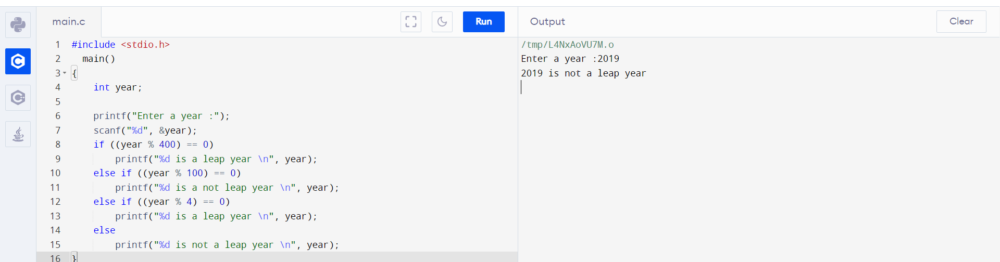 main.c
Run
Output
Clear
1 #include <stdio.h>
2   main()
3 {
4     int year;
5
6     printf("Enter a year :");
7     scanf("%d", &year);
8     if ((year % 400) == 0)
9         printf("%d is a leap year \n", year);
10     else if ((year % 100) == 0)
11         printf("%d is a not leap year \n", year);
12     else if ((year % 4) == 0)
13         printf("%d is a leap year \n", year);
14     else
15         printf("%d is not a leap year \n", year);
16 }
/tmp/L4NxAoVU7M.o
Enter a year :2019
2019 is not a leap year